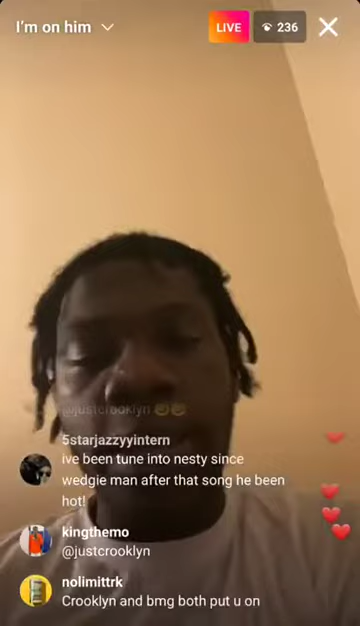 I'm on him
LIVE
236
@justcrooklyn
5starjazzyyintern
ive been tune into nesty since
wedgie man after that song he been
hot!
kingthemo
@justcrooklyn
nolimittrk
Crooklyn and bmg both put u on